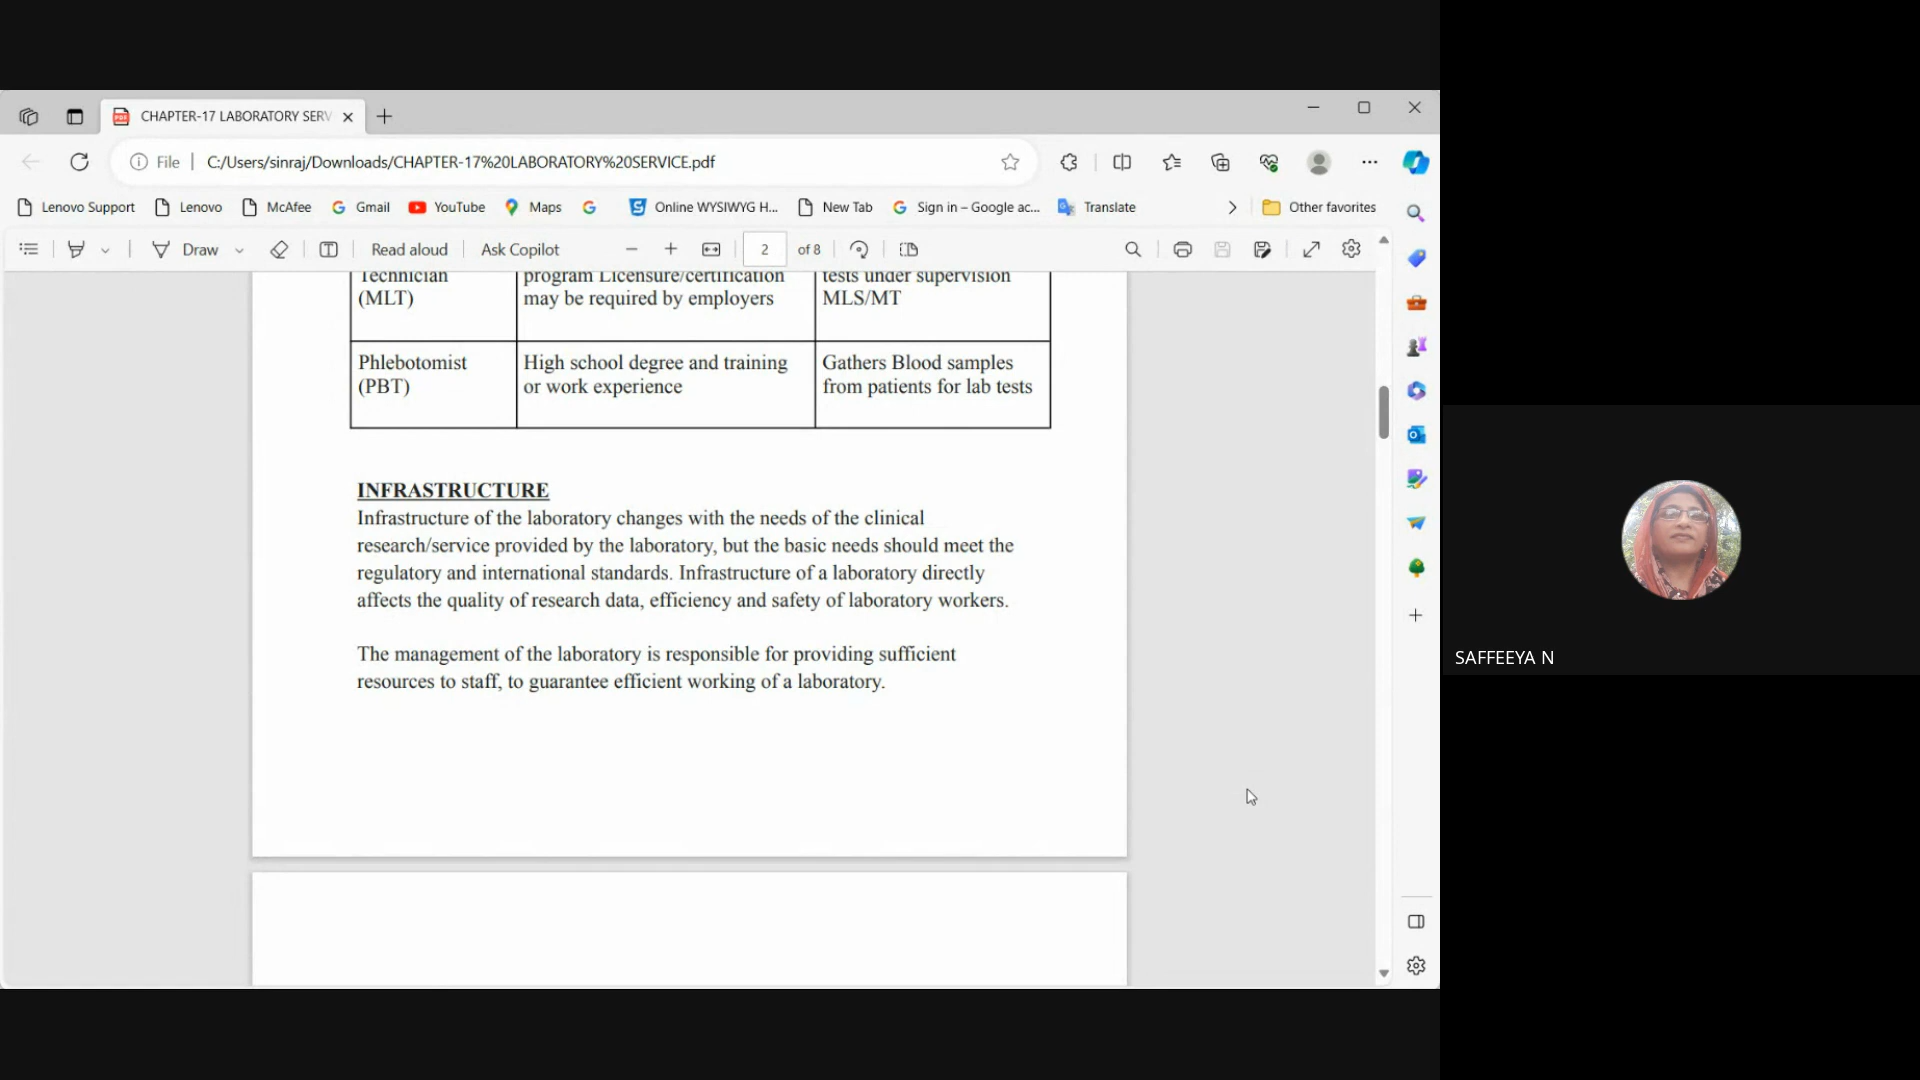 CHAPTER-17 LABORATORY SERV
File
C:/Users/sinraj/Downloads/CHAPTER-17%20LABORATORY%20SERVICE.pdf
Lenovo Support Lenovo McAfee Gmail YouTube Maps Online WYSIWYG H... New Tab Sign in – Google ac... Translate Other favorites
Draw Read aloud Ask Copilot 2 of 8
Technician program Licensure/certification tests under supervision
(MLT) may be required by employers MLS/MT
Phlebotomist High school degree and training Gathers Blood samples
(PBT) or work experience from patients for lab tests
INFRASTRUCTURE
Infrastructure of the laboratory changes with the needs of the clinical
research/service provided by the laboratory, but the basic needs should meet the
regulatory and international standards. Infrastructure of a laboratory directly
affects the quality of research data, efficiency and safety of laboratory workers.
The management of the laboratory is responsible for providing sufficient
resources to staff, to guarantee efficient working of a laboratory.
SAFFEEYA N